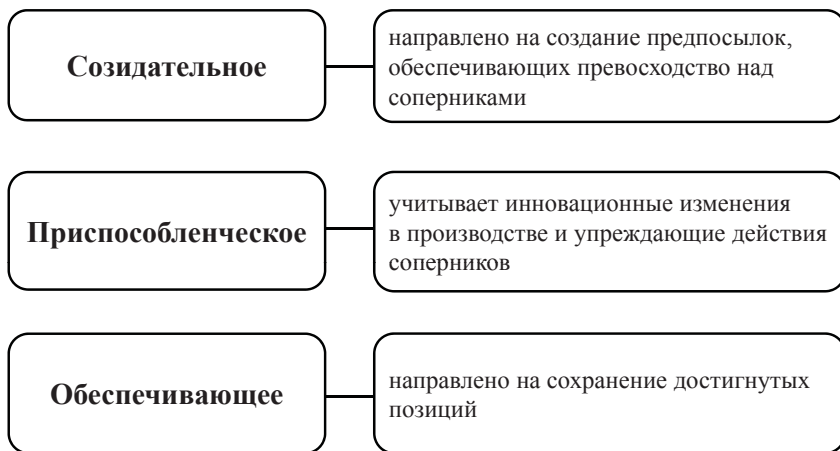 Созидательное
направлено на создание предпосылок,
обеспечивающих превосходство над
соперниками
Приспособленческое
учитывает инновационные изменения
в производстве и упреждающие действия
соперников
Обеспечивающее
направлено на сохранение достигнутых
позиций